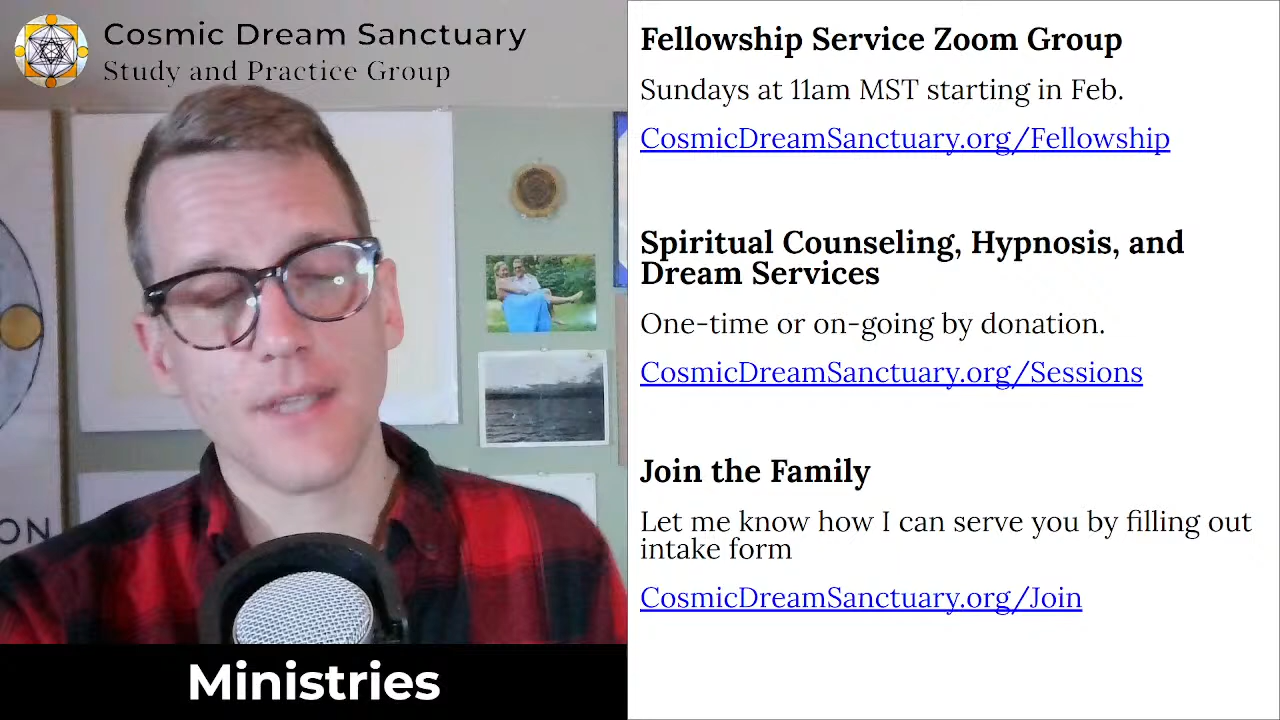 Cosmic Dream Sanctuary
Study and Practice Group
ON
Ministries
Fellowship Service Zoom Group
Sundays at 11am MST starting in Feb.
CosmicDreamSanctuary.org/Fellowship
Spiritual Counseling, Hypnosis, and
Dream Services
One-time or on-going by donation.
CosmicDreamSanctuary.org/Sessions
Join the Family
Let me know how I can serve you by filling out
intake form
CosmicDreamSanctuary.org/Join